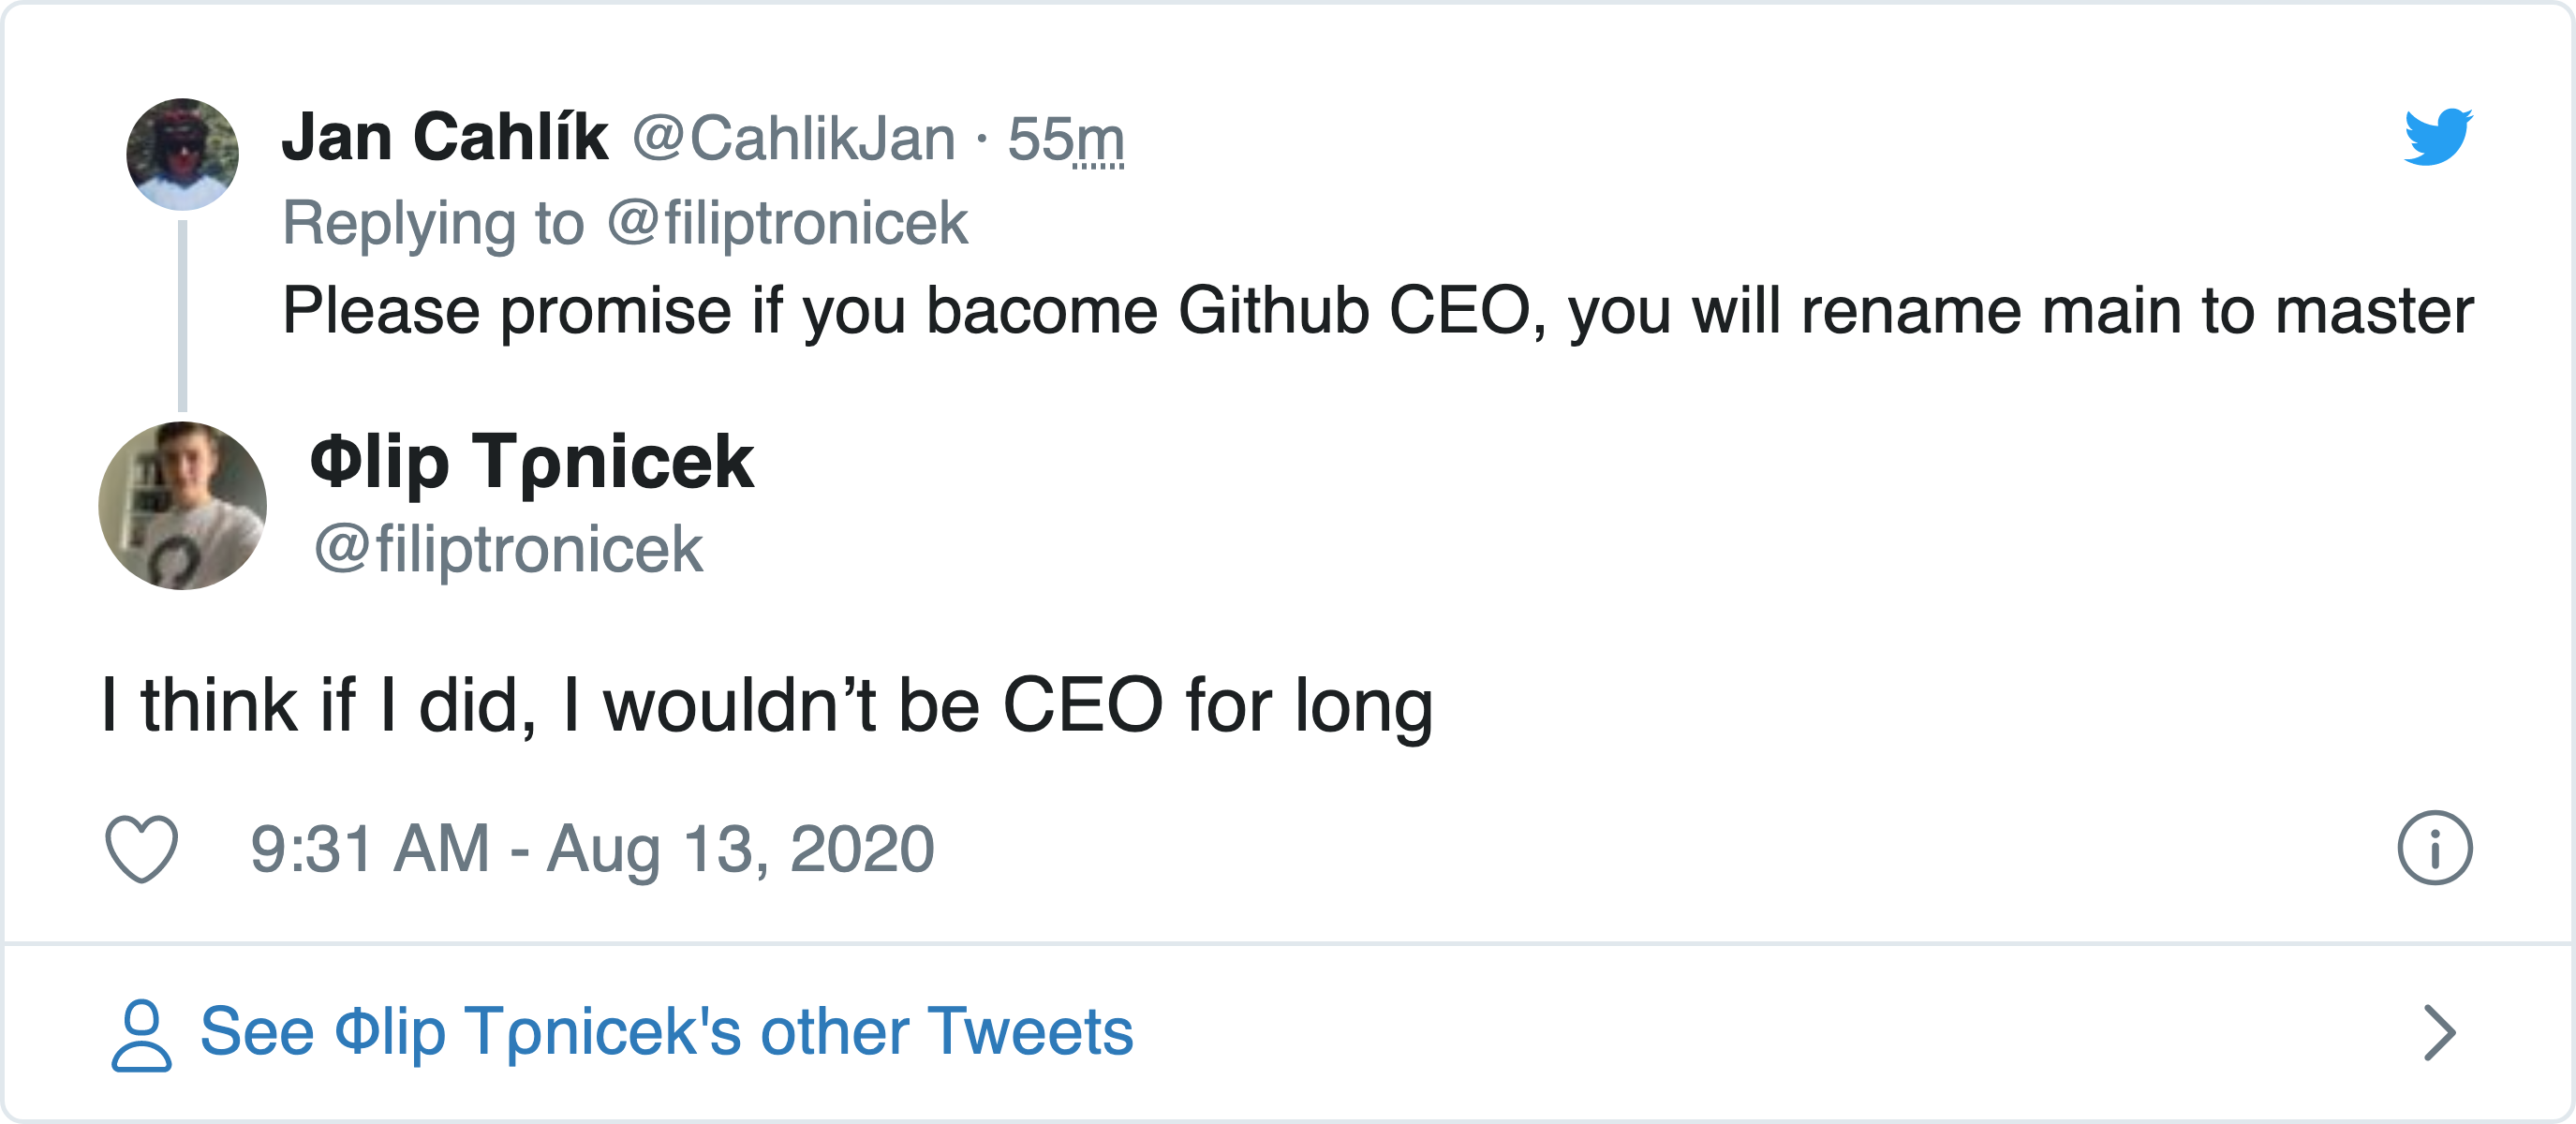 Jan Cahlík @CahlikJan · 55m
Replying to @filiptronicek
Please promise if you bacome Github CEO, you will rename main to master
Φlip Tρnicek
@filiptronicek
I think if I did, I wouldn’t be CEO for long
9:31 AM - Aug 13, 2020
See Φlip Tρnicek's other Tweets